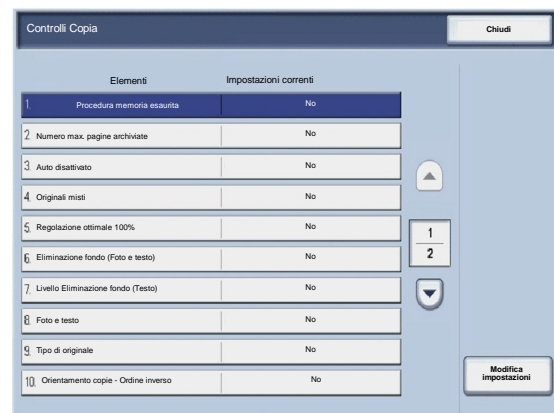 Controlli Copia
Chiudi
Elementi Impostazioni correnti
1. Procedura memoria esaurita No
2. Numero max. pagine archiviate No
3. Auto disattivato No
4. Originali misti No
5. Regolazione ottimale 100% No
6. Eliminazione fondo (Foto e testo) No
7. Livello Eliminazione fondo (Testo) No
8. Foto e testo No
9. Tipo di originale No
10. Orientamento copie - Ordine inverso No
1
2
Modifica
impostazioni